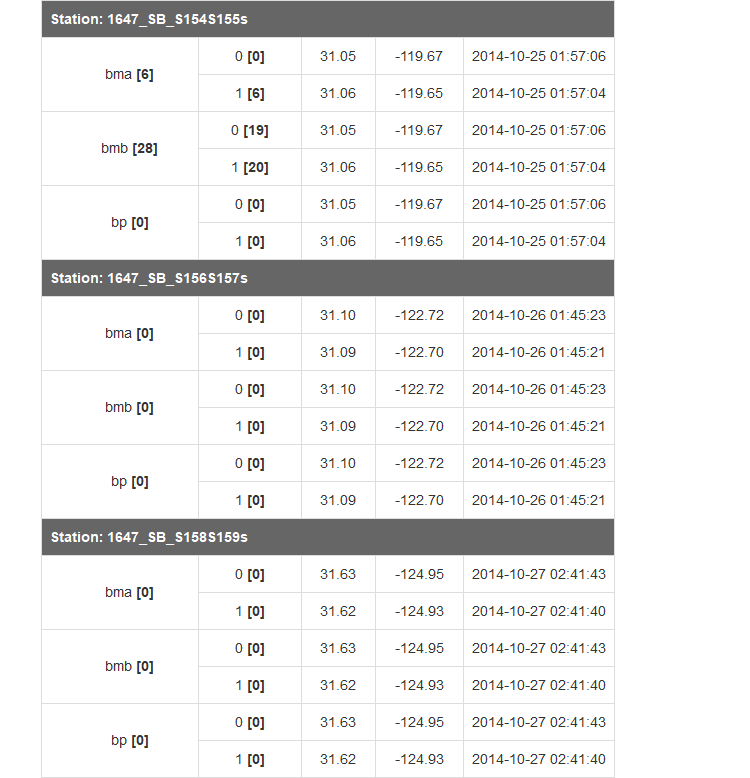 Station: 1647_SB_S154S155s
bma [6] 0 [0] 31.05 -119.67 2014-10-25 01:57:06
1 [6] 31.06 -119.65 2014-10-25 01:57:04
bmb [28] 0 [19] 31.05 -119.67 2014-10-25 01:57:06
1 [20] 31.06 -119.65 2014-10-25 01:57:04
bp [0] 0 [0] 31.05 -119.67 2014-10-25 01:57:06
1 [0] 31.06 -119.65 2014-10-25 01:57:04
Station: 1647_SB_S156S157s
bma [0] 0 [0] 31.10 -122.72 2014-10-26 01:45:23
1 [0] 31.09 -122.70 2014-10-26 01:45:21
bmb [0] 0 [0] 31.10 -122.72 2014-10-26 01:45:23
1 [0] 31.09 -122.70 2014-10-26 01:45:21
bp [0] 0 [0] 31.10 -122.72 2014-10-26 01:45:23
1 [0] 31.09 -122.70 2014-10-26 01:45:21
Station: 1647_SB_S158S159s
bma [0] 0 [0] 31.63 -124.95 2014-10-27 02:41:43
1 [0] 31.62 -124.93 2014-10-27 02:41:40
bmb [0] 0 [0] 31.63 -124.95 2014-10-27 02:41:43
1 [0] 31.62 -124.93 2014-10-27 02:41:40
bp [0] 0 [0] 31.63 -124.95 2014-10-27 02:41:43
1 [0] 31.62 -124.93 2014-10-27 02:41:40